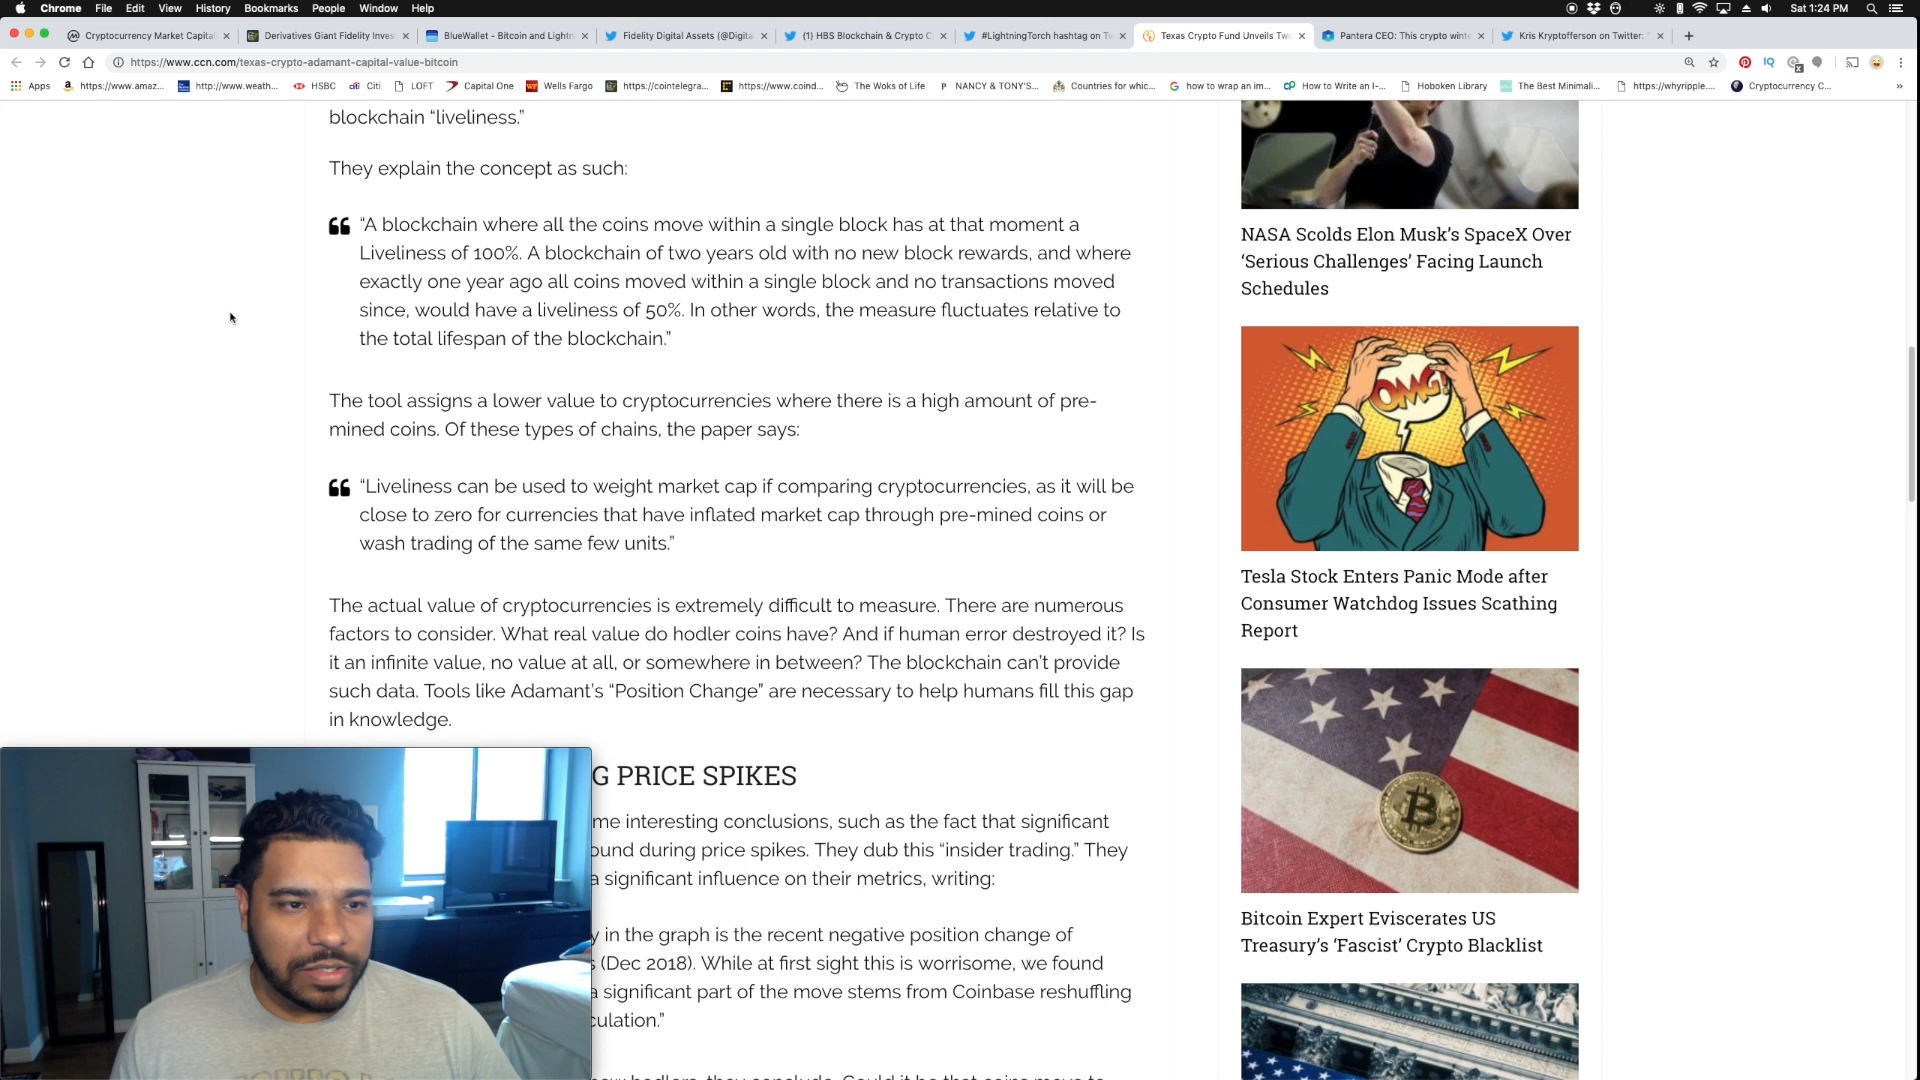 Chrome File Edit View History Bookmarks People Window Help Sat 1:24 PM
Cryptocurrency Market Capital Derivatives Giant Fidelity Inves BlueWallet - Bitcoin and Lightn Fidelity Digital Assets (@Digita (1) HBS Blockchain & Crypto C #LightningTorch hashtag on Tw Texas Crypto Fund Unveils Two Pantera CEO: This crypto winte Kris Kryptofferson on Twitter:
https://www.ccn.com/texas-crypto-adamant-capital-value-bitcoin
Apps https://www.amaz... http://www.weath... HSBC Citi LOFT Capital One Wells Fargo https://cointelegra... https://www.coind... The Woks of Life NANCY & TONY'S... Countries for whic... how to wrap an im... How to Write an I-... Hoboken Library The Best Minimali... https://whyripple.... Cryptocurrency C... »
blockchain “liveliness.”
They explain the concept as such:
“A blockchain where all the coins move within a single block has at that moment a
Liveliness of 100%. A blockchain of two years old with no new block rewards, and where
exactly one year ago all coins moved within a single block and no transactions moved
since, would have a liveliness of 50%. In other words, the measure fluctuates relative to
the total lifespan of the blockchain.”
The tool assigns a lower value to cryptocurrencies where there is a high amount of pre-
mined coins. Of these types of chains, the paper says:
“Liveliness can be used to weight market cap if comparing cryptocurrencies, as it will be
close to zero for currencies that have inflated market cap through pre-mined coins or
wash trading of the same few units.”
The actual value of cryptocurrencies is extremely difficult to measure. There are numerous
factors to consider. What real value do hodler coins have? And if human error destroyed it? Is
it an infinite value, no value at all, or somewhere in between? The blockchain can’t provide
such data. Tools like Adamant’s “Position Change” are necessary to help humans fill this gap
in knowledge.
G PRICE SPIKES
me interesting conclusions, such as the fact that significant
ound during price spikes. They dub this “insider trading.” They
a significant influence on their metrics, writing:
y in the graph is the recent negative position change of
s (Dec 2018). While at first sight this is worrisome, we found
a significant part of the move stems from Coinbase reshuffling
culation.”
NASA Scolds Elon Musk’s SpaceX Over
‘Serious Challenges’ Facing Launch
Schedules
OMG!
Tesla Stock Enters Panic Mode after
Consumer Watchdog Issues Scathing
Report
Bitcoin Expert Eviscerates US
Treasury’s ‘Fascist’ Crypto Blacklist